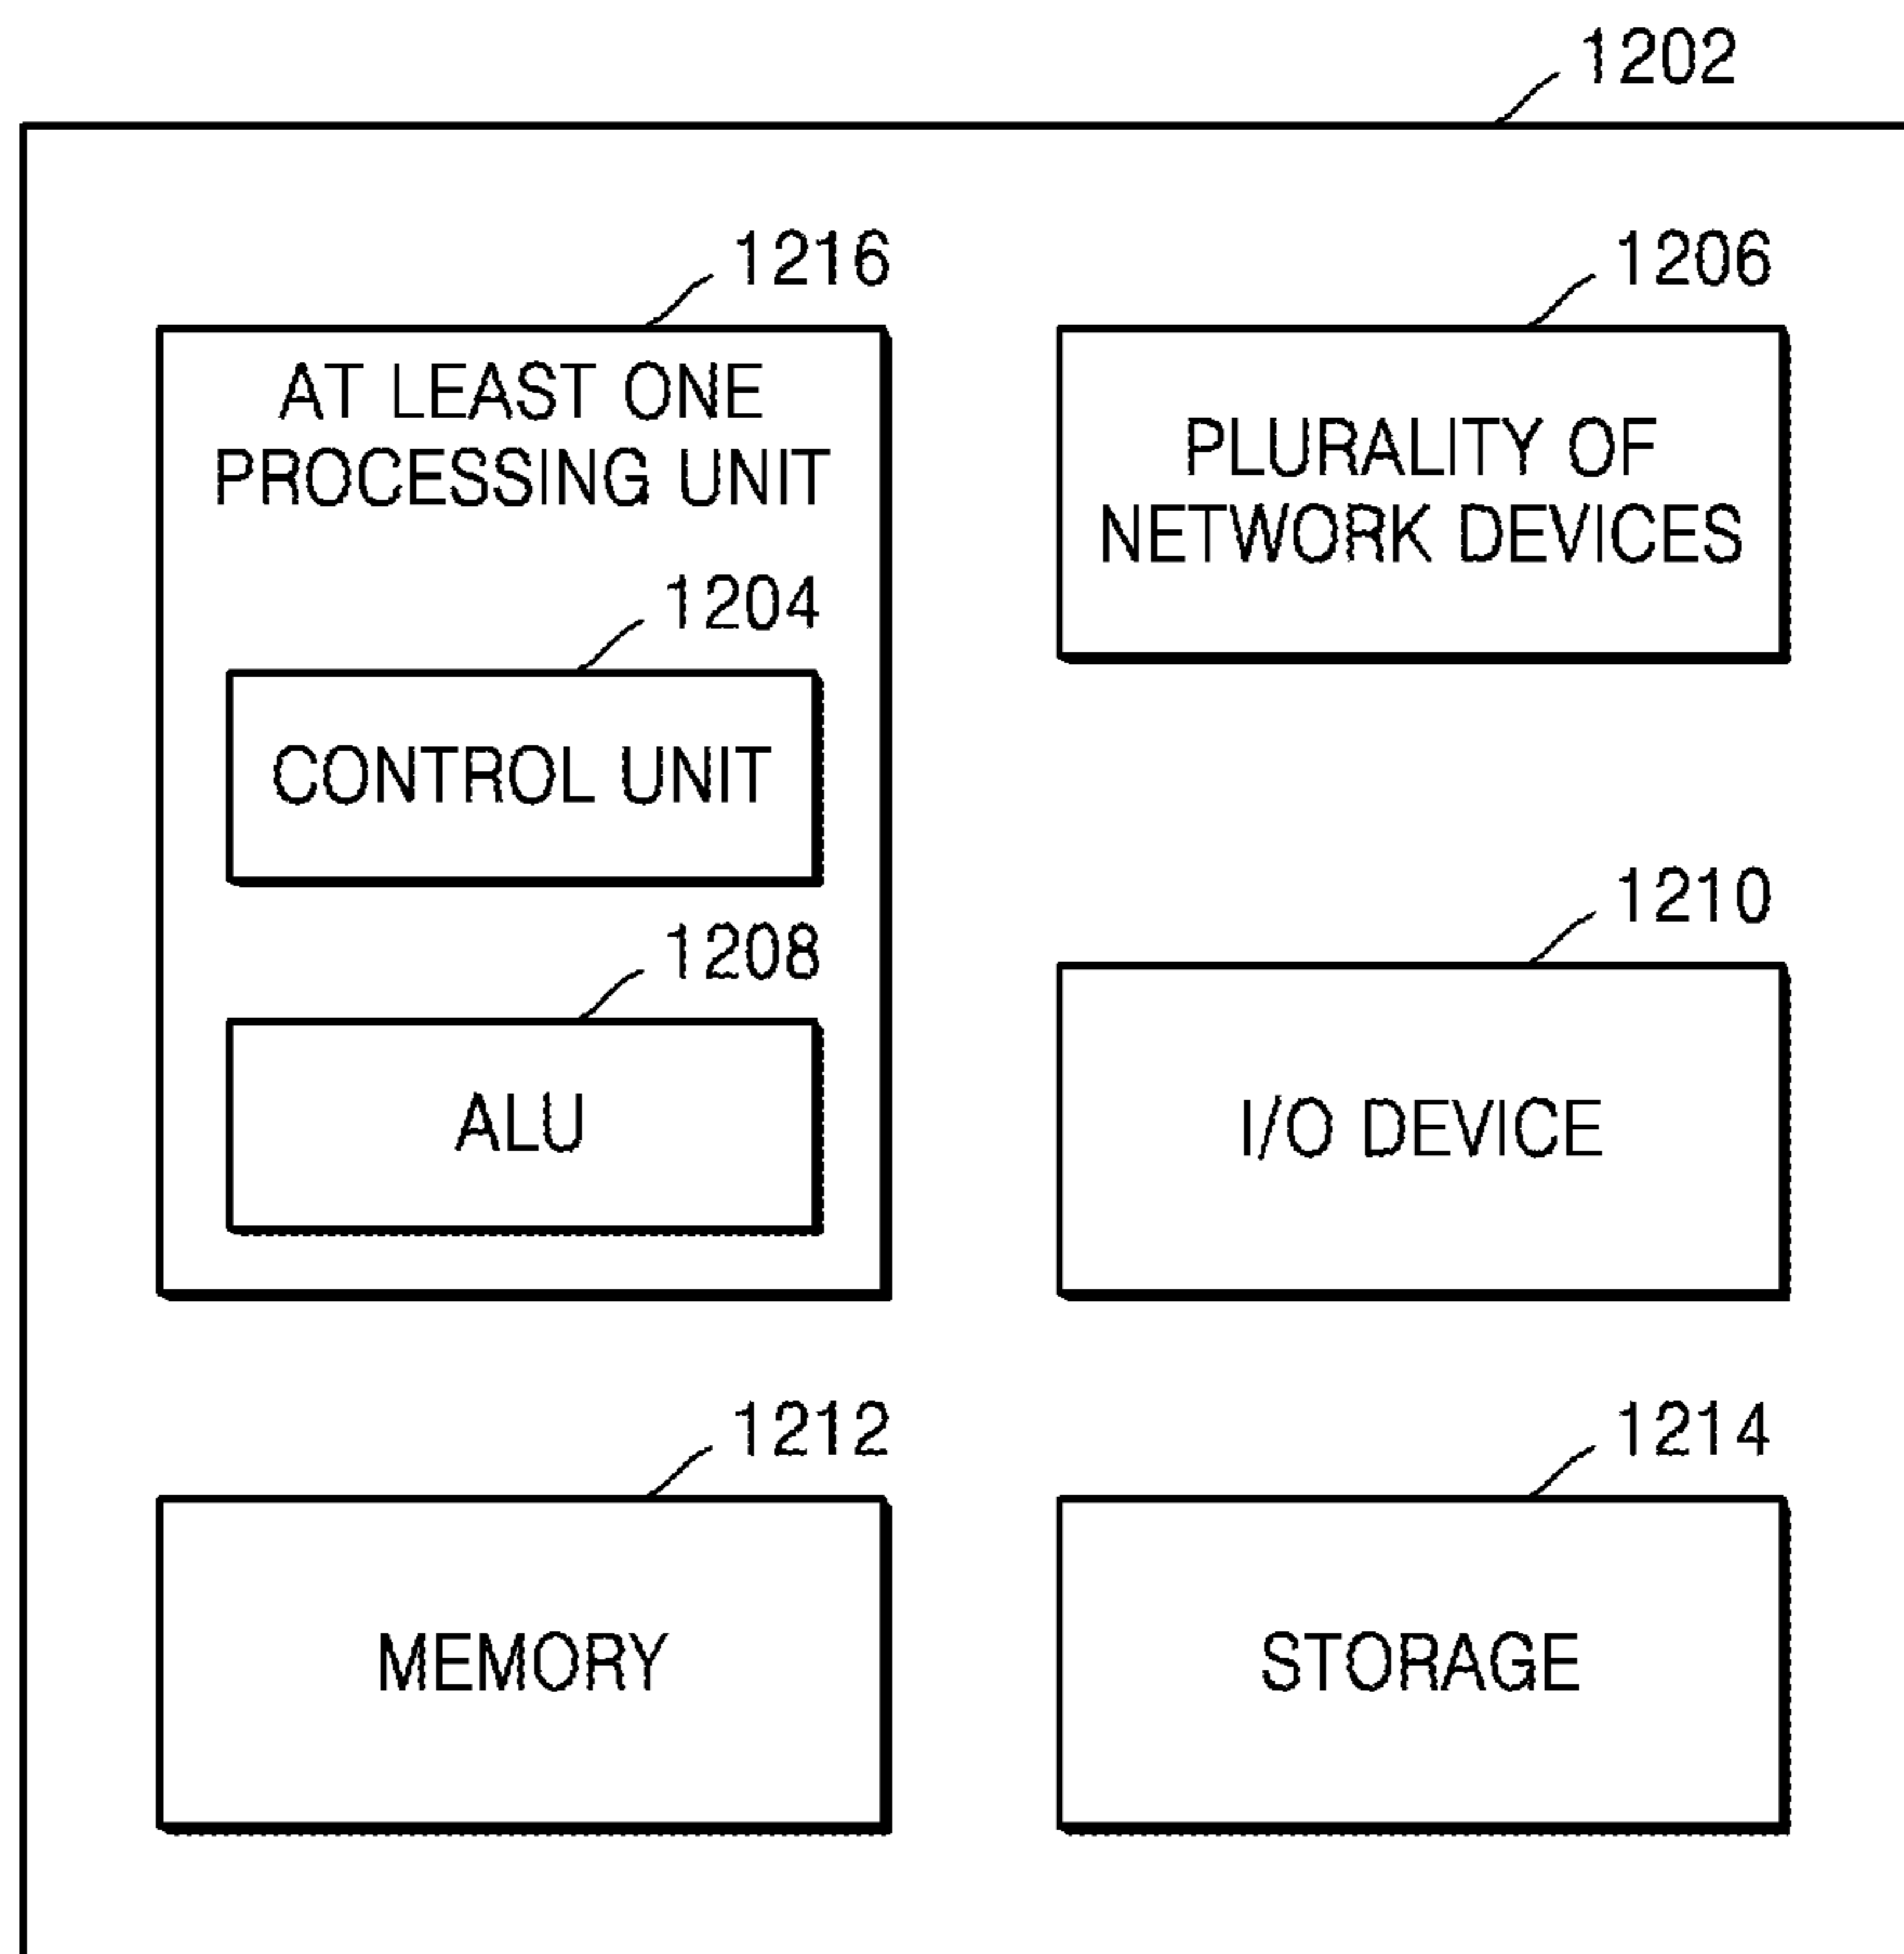 1202
1216
AT LEAST ONE
PROCESSING UNIT
1204
CONTROL UNIT
1208
ALU
1206
PLURALITY OF
NETWORK DEVICES
1210
I/O DEVICE
1212
MEMORY
1214
STORAGE